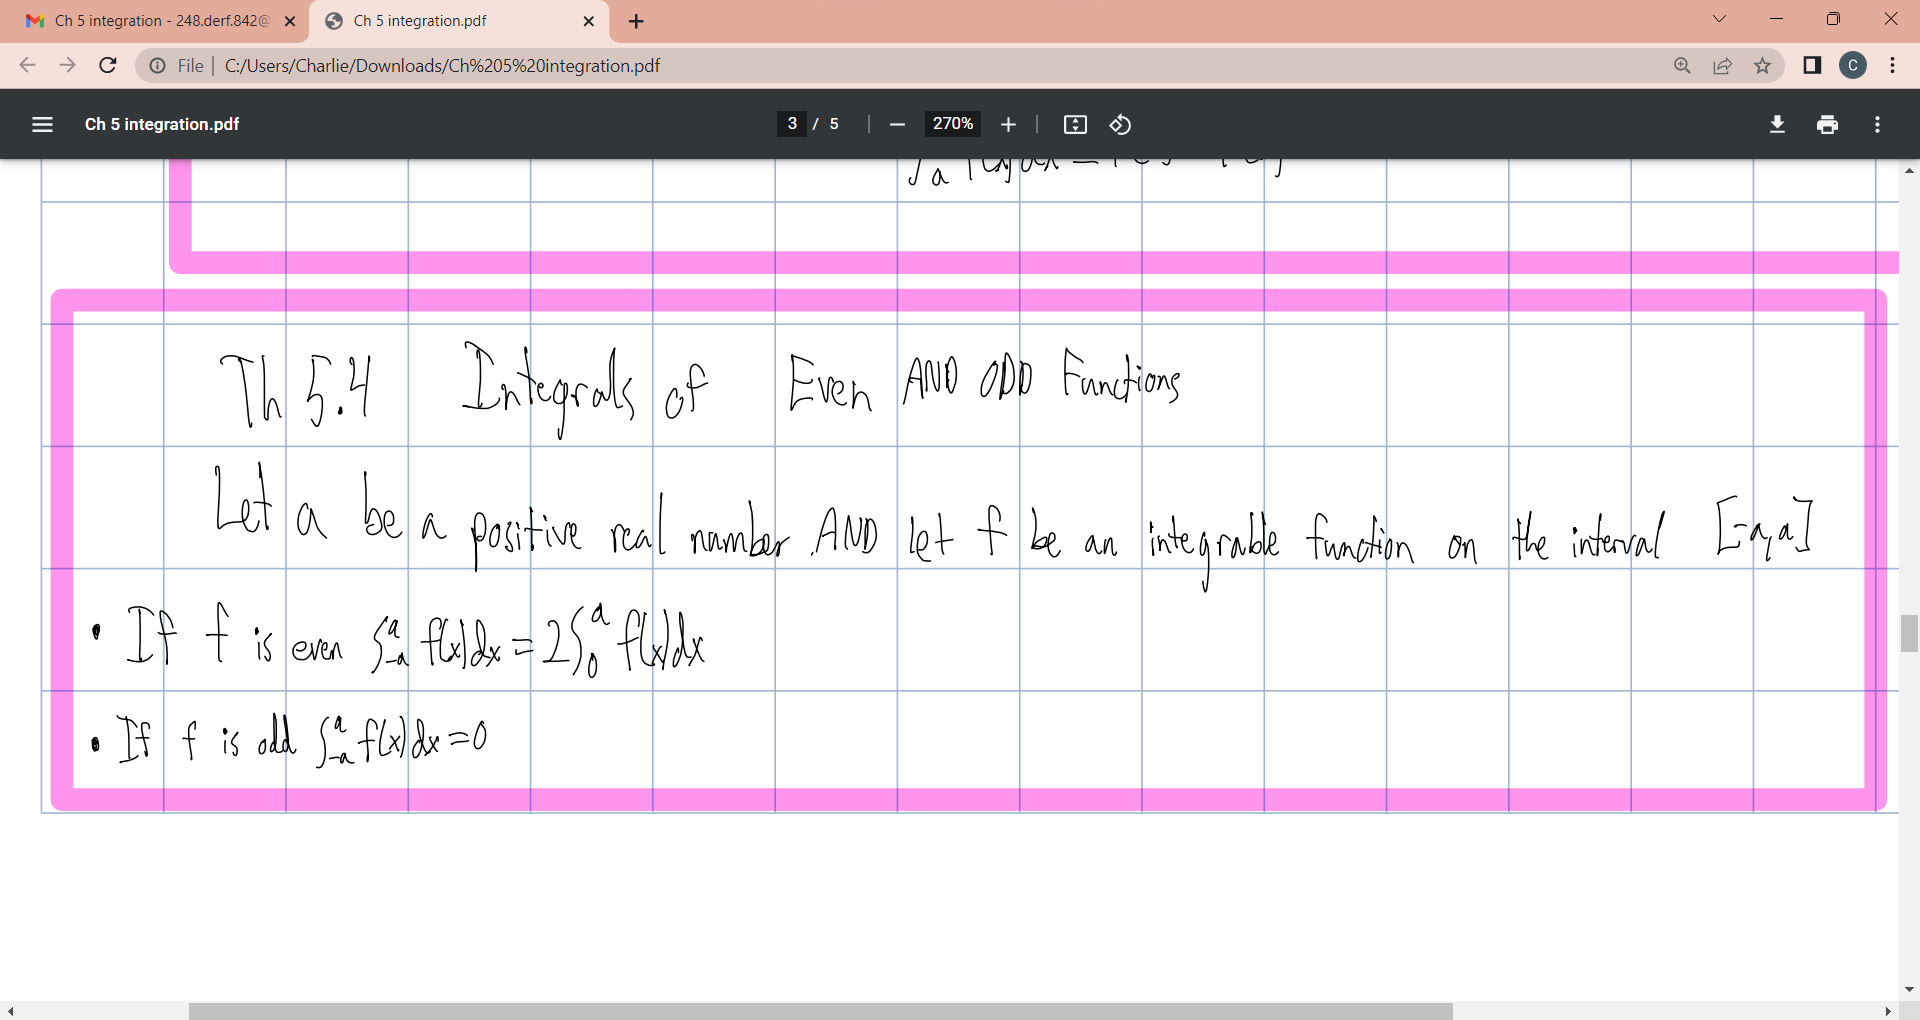 Ch 5 integration - 248.derf.842@
Ch 5 integration.pdf
File | C:/Users/Charlie/Downloads/Ch%205%20integration.pdf
C
Ch 5 integration.pdf
3 / 5
270%
Th 5.4 Integrals of Even AND ODD Functions
Let a be a positive real number AND let f be an integrable function on the interval [-a,a]
• If f is even ∫_{-a}^{a} f(x)dx = 2∫_{0}^{a} f(x)dx
• If f is odd ∫_{-a}^{a} f(x)dx = 0